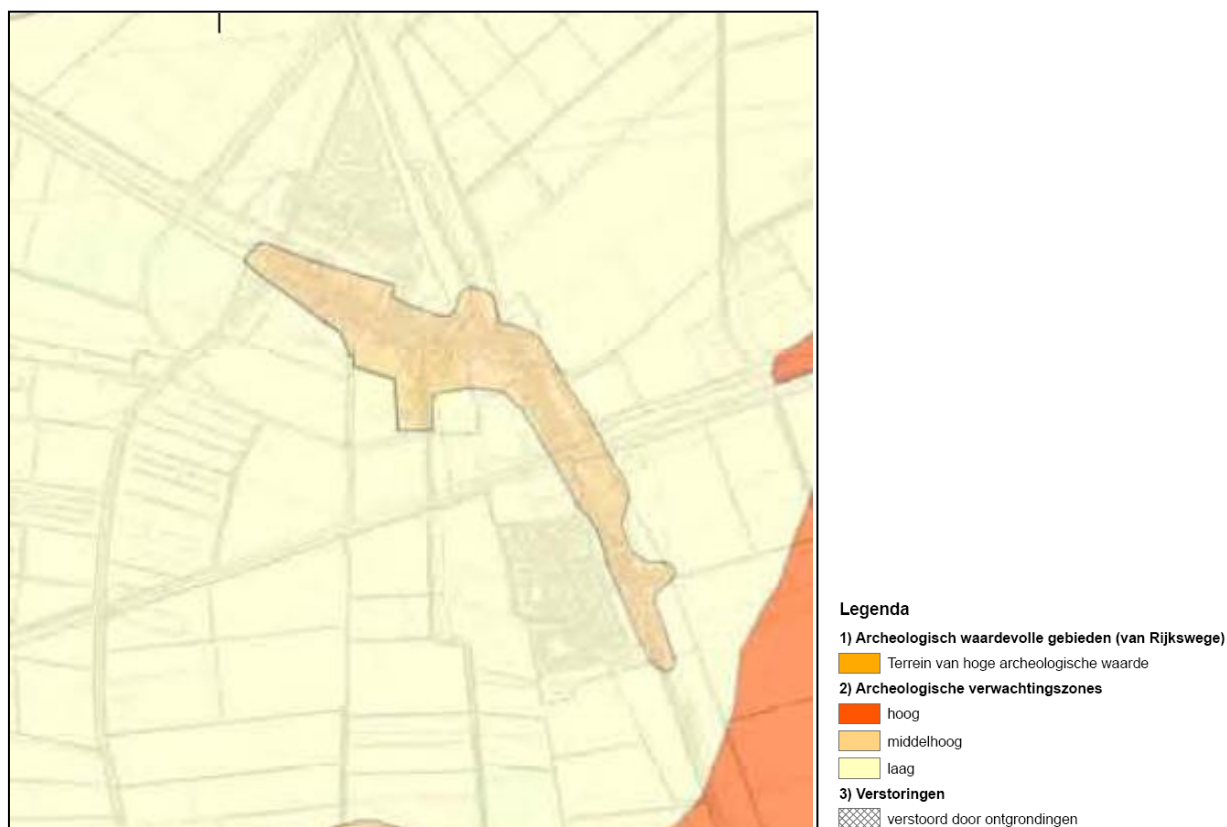 Legenda
1) Archeologisch waardevolle gebieden (van Rijkswege)
Terrein van hoge archeologische waarde
2) Archeologische verwachtingszones
hoog
middelhoog
laag
3) Verstoringen
verstoord door ontgrondingen